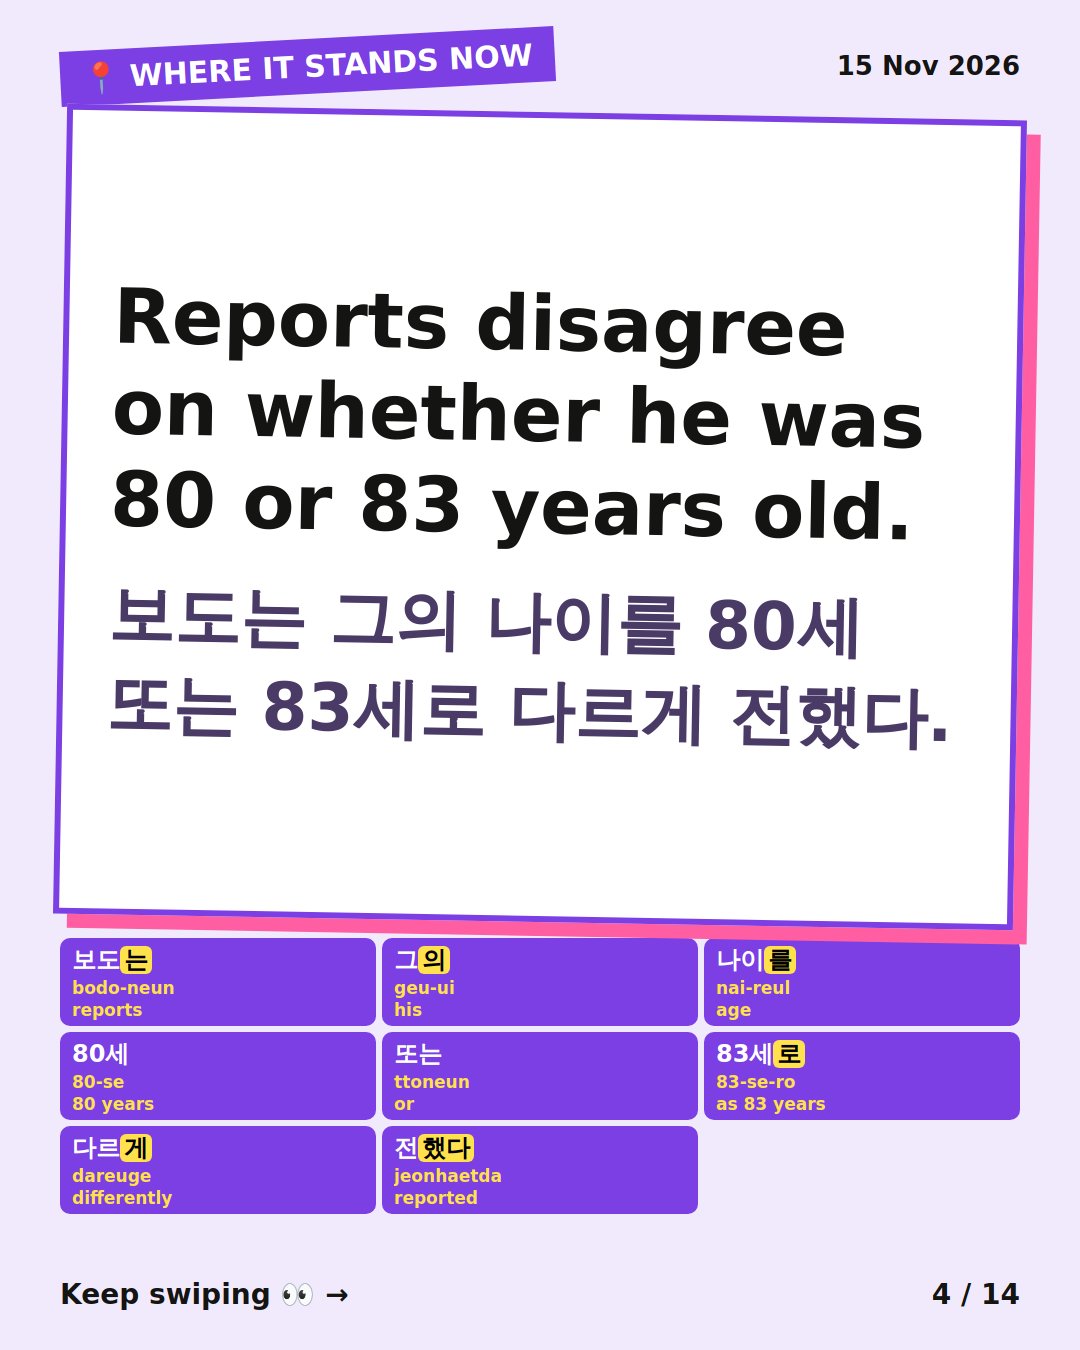 📍 WHERE IT STANDS NOW
15 Nov 2026
Reports disagree
on whether he was
80 or 83 years old.
보도는 그의 나이를 80세
또는 83세로 다르게 전했다.
보도는
bodo-neun
reports
그의
geu-ui
his
나이를
nai-reul
age
80세
80-se
80 years
또는
ttoneun
or
83세로
83-se-ro
as 83 years
다르게
dareuge
differently
전했다
jeonhaetda
reported
Keep swiping 👀 →
4 / 14